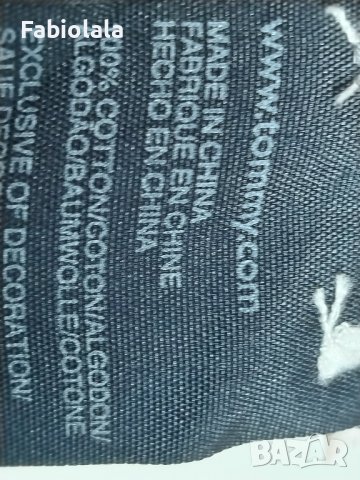 Fabiolala
www.tommy.com
MADE IN CHINA
FABRIQUE EN CHINE
HECHO EN CHINA
100% COTTON/COTON/ALGODON/
ALGODAO/BAUMWOLLE/COTONE
EXCLUSIVE OF DECORATION/
BAZAR